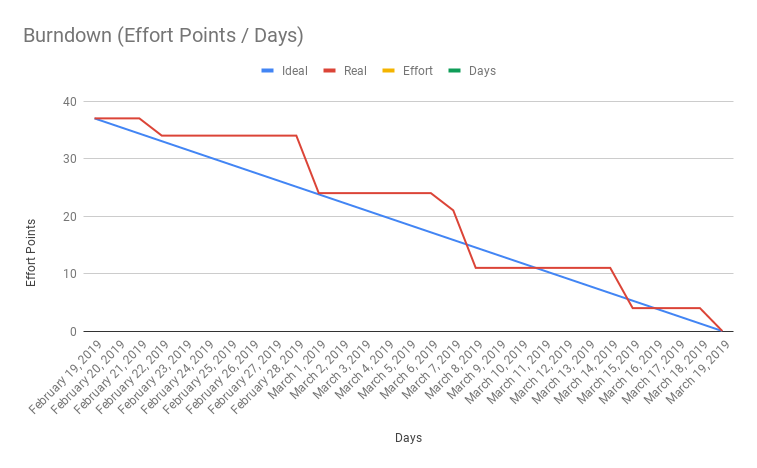 Burndown (Effort Points / Days)
Ideal Real Effort Days
40
30
20
10
0
Effort Points
February 19, 2019
February 20, 2019
February 21, 2019
February 22, 2019
February 23, 2019
February 24, 2019
February 25, 2019
February 26, 2019
February 27, 2019
February 28, 2019
March 1, 2019
March 2, 2019
March 3, 2019
March 4, 2019
March 5, 2019
March 6, 2019
March 7, 2019
March 8, 2019
March 9, 2019
March 10, 2019
March 11, 2019
March 12, 2019
March 13, 2019
March 14, 2019
March 15, 2019
March 16, 2019
March 17, 2019
March 18, 2019
March 19, 2019
Days